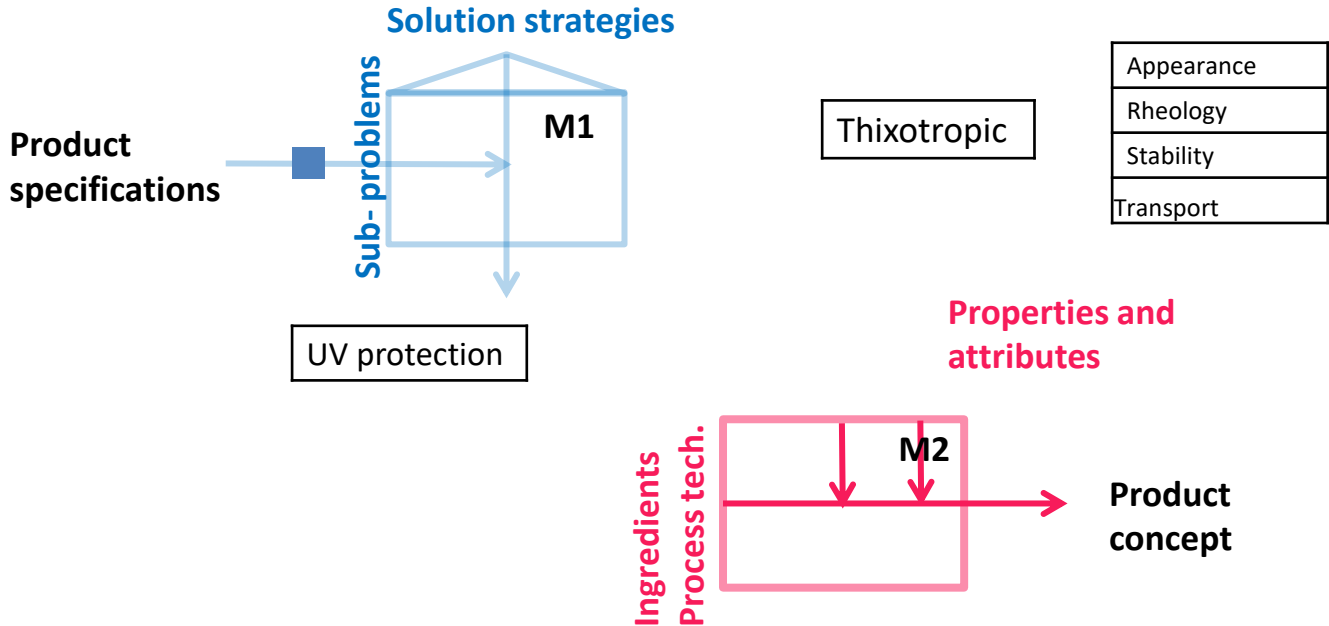 Solution strategies
Sub- problems
M1
Product
specifications
UV protection
Thixotropic
Appearance
Rheology
Stability
Transport
Properties and
attributes
Ingredients
Process tech.
M2
Product
concept